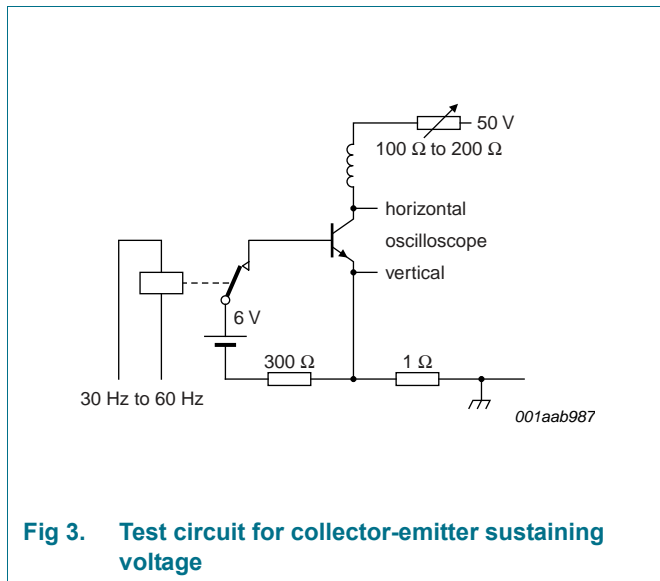 50 V
100 Ω to 200 Ω
horizontal
oscilloscope
vertical
6 V
300 Ω
1 Ω
30 Hz to 60 Hz
001aab987
Fig 3. Test circuit for collector-emitter sustaining
voltage